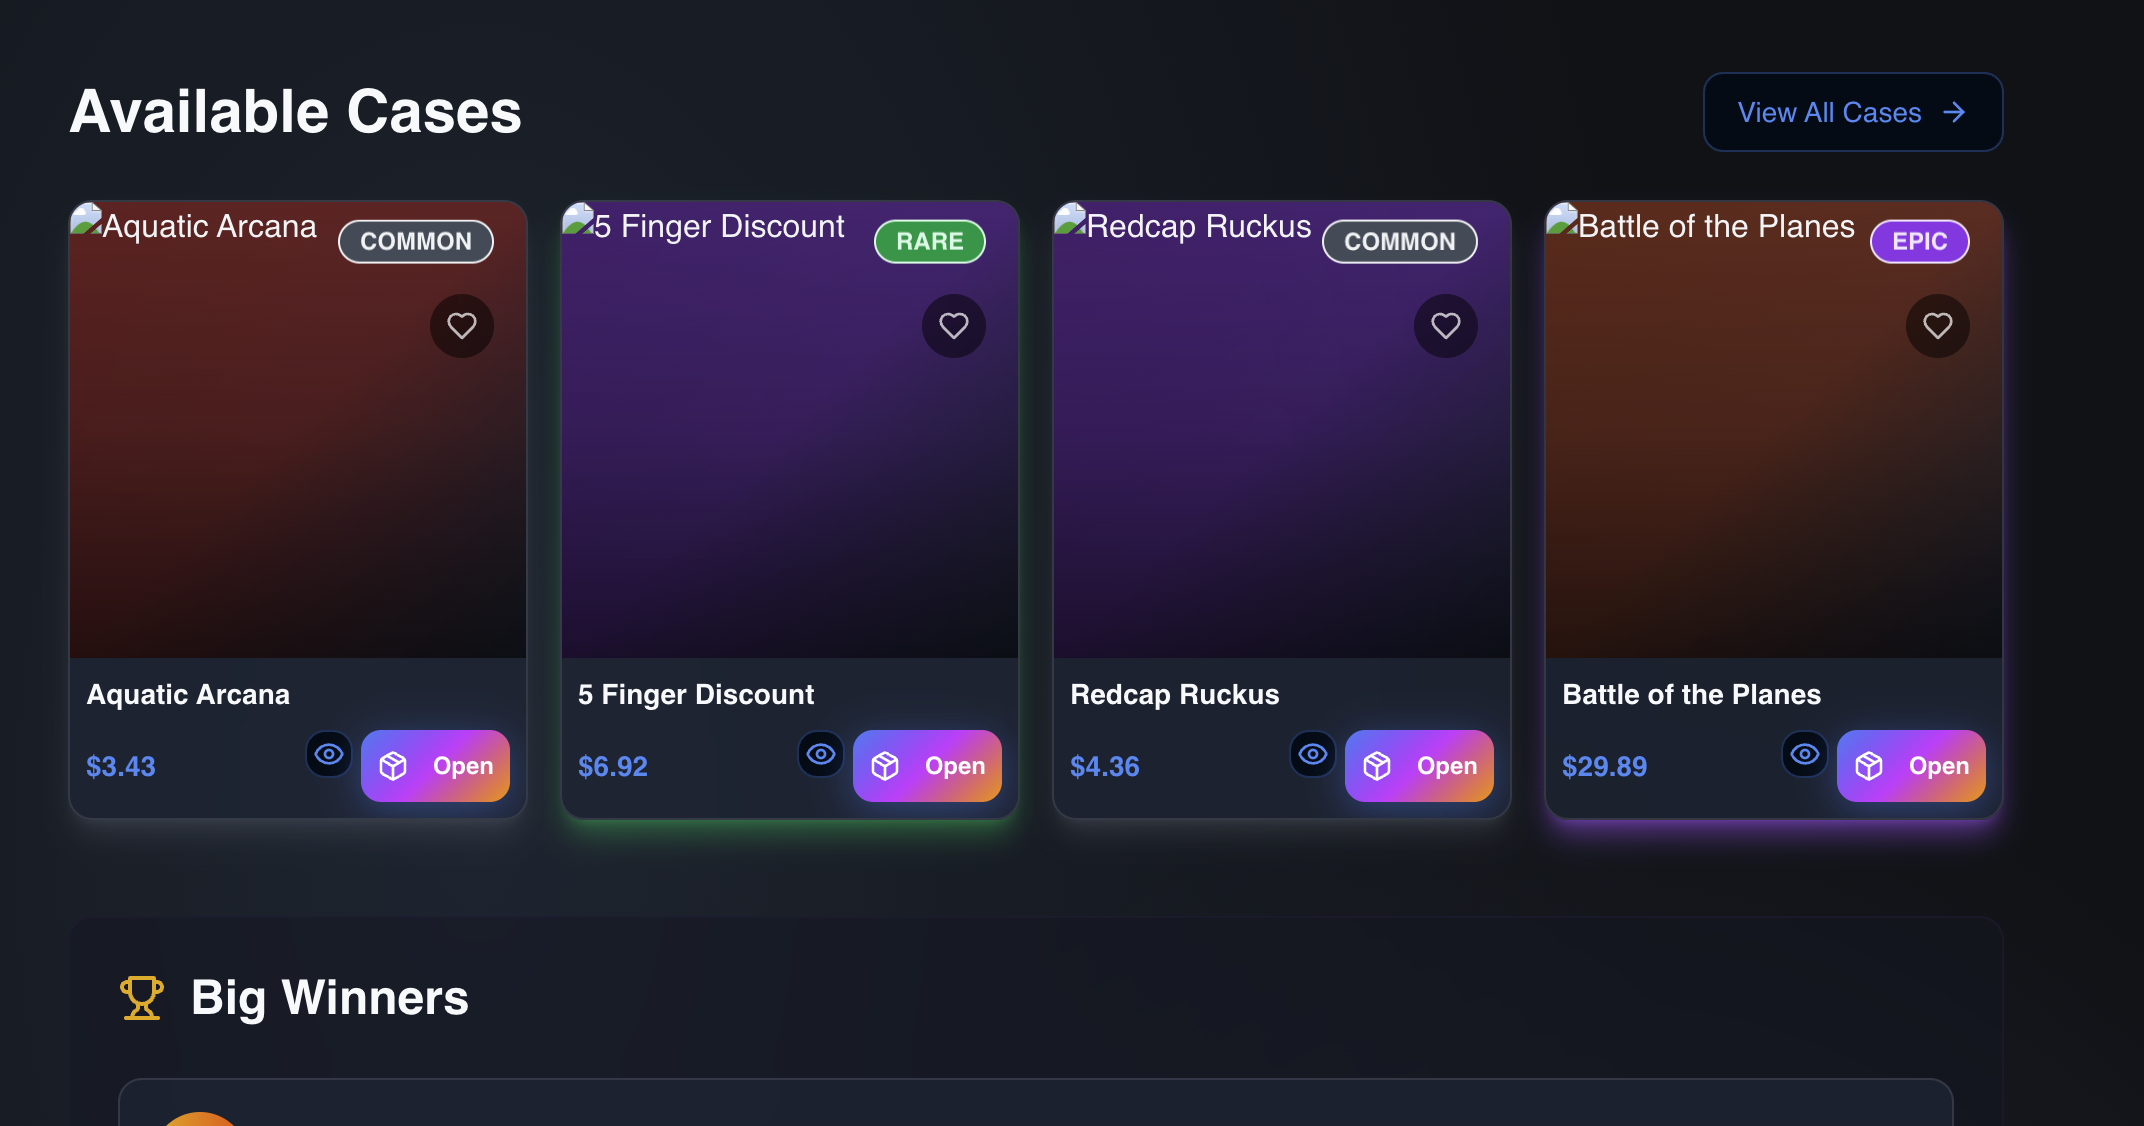 Available Cases
View All Cases
Aquatic Arcana
COMMON
5 Finger Discount
RARE
Redcap Ruckus
COMMON
Battle of the Planes
EPIC
Aquatic Arcana
$3.43
Open
5 Finger Discount
$6.92
Open
Redcap Ruckus
$4.36
Open
Battle of the Planes
$29.89
Open
Big Winners